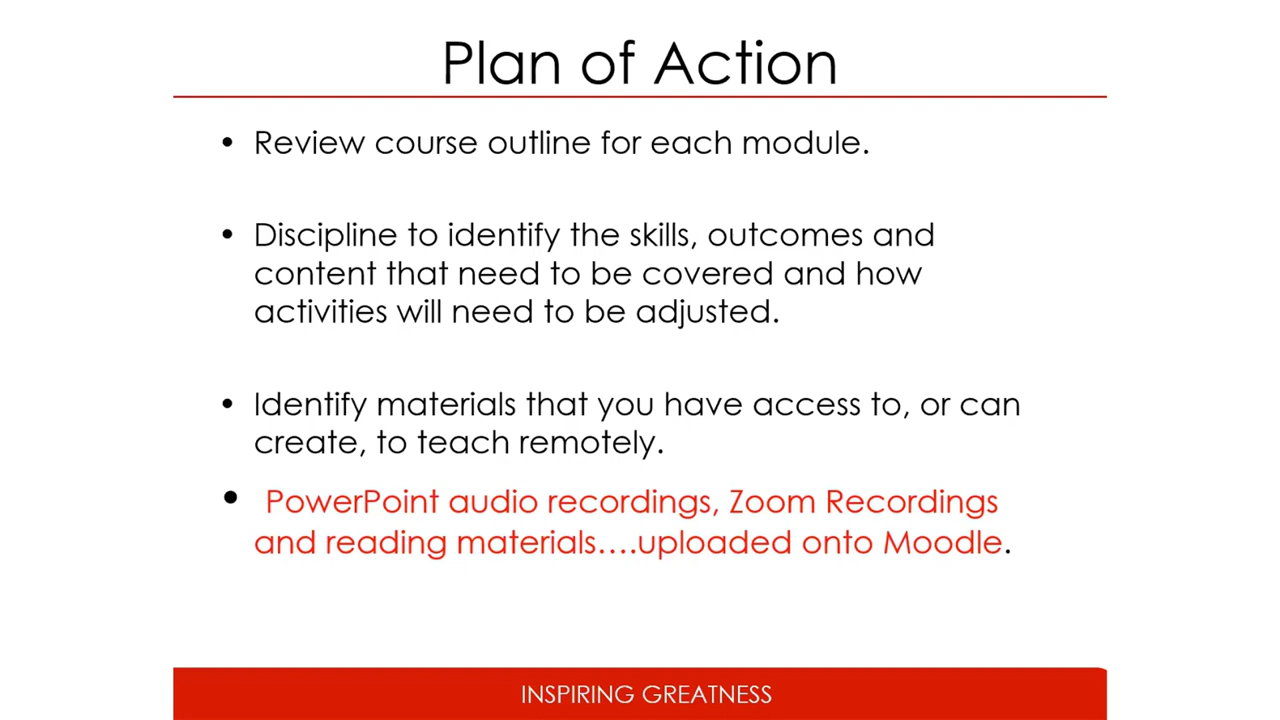 Plan of Action
• Review course outline for each module.
• Discipline to identify the skills, outcomes and
content that need to be covered and how
activities will need to be adjusted.
• Identify materials that you have access to, or can
create, to teach remotely.
• PowerPoint audio recordings, Zoom Recordings
and reading materials....uploaded onto Moodle.
INSPIRING GREATNESS